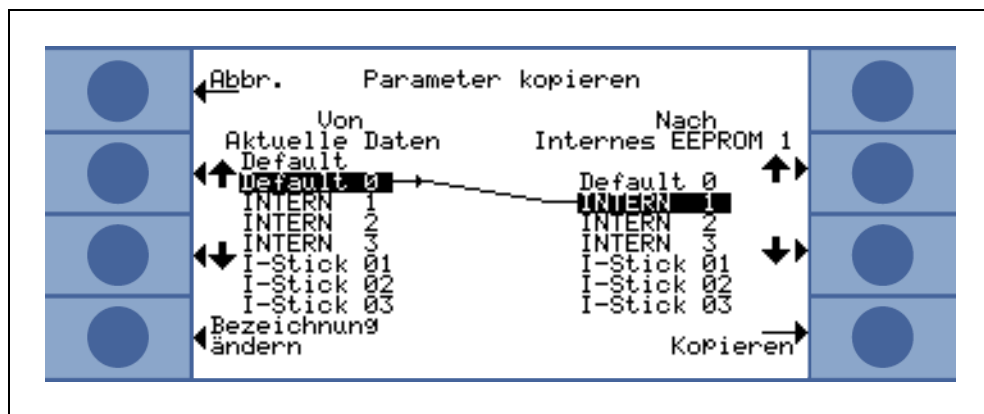 Abbr. Parameter kopieren
Von Nach
Aktuelle Daten Internes EEPROM 1
Default
Default 0 Default 0
INTERN 1 INTERN 1
INTERN 2 INTERN 2
INTERN 3 INTERN 3
I-Stick 01 I-Stick 01
I-Stick 02 I-Stick 02
I-Stick 03 I-Stick 03
Bezeichnung
ändern Kopieren